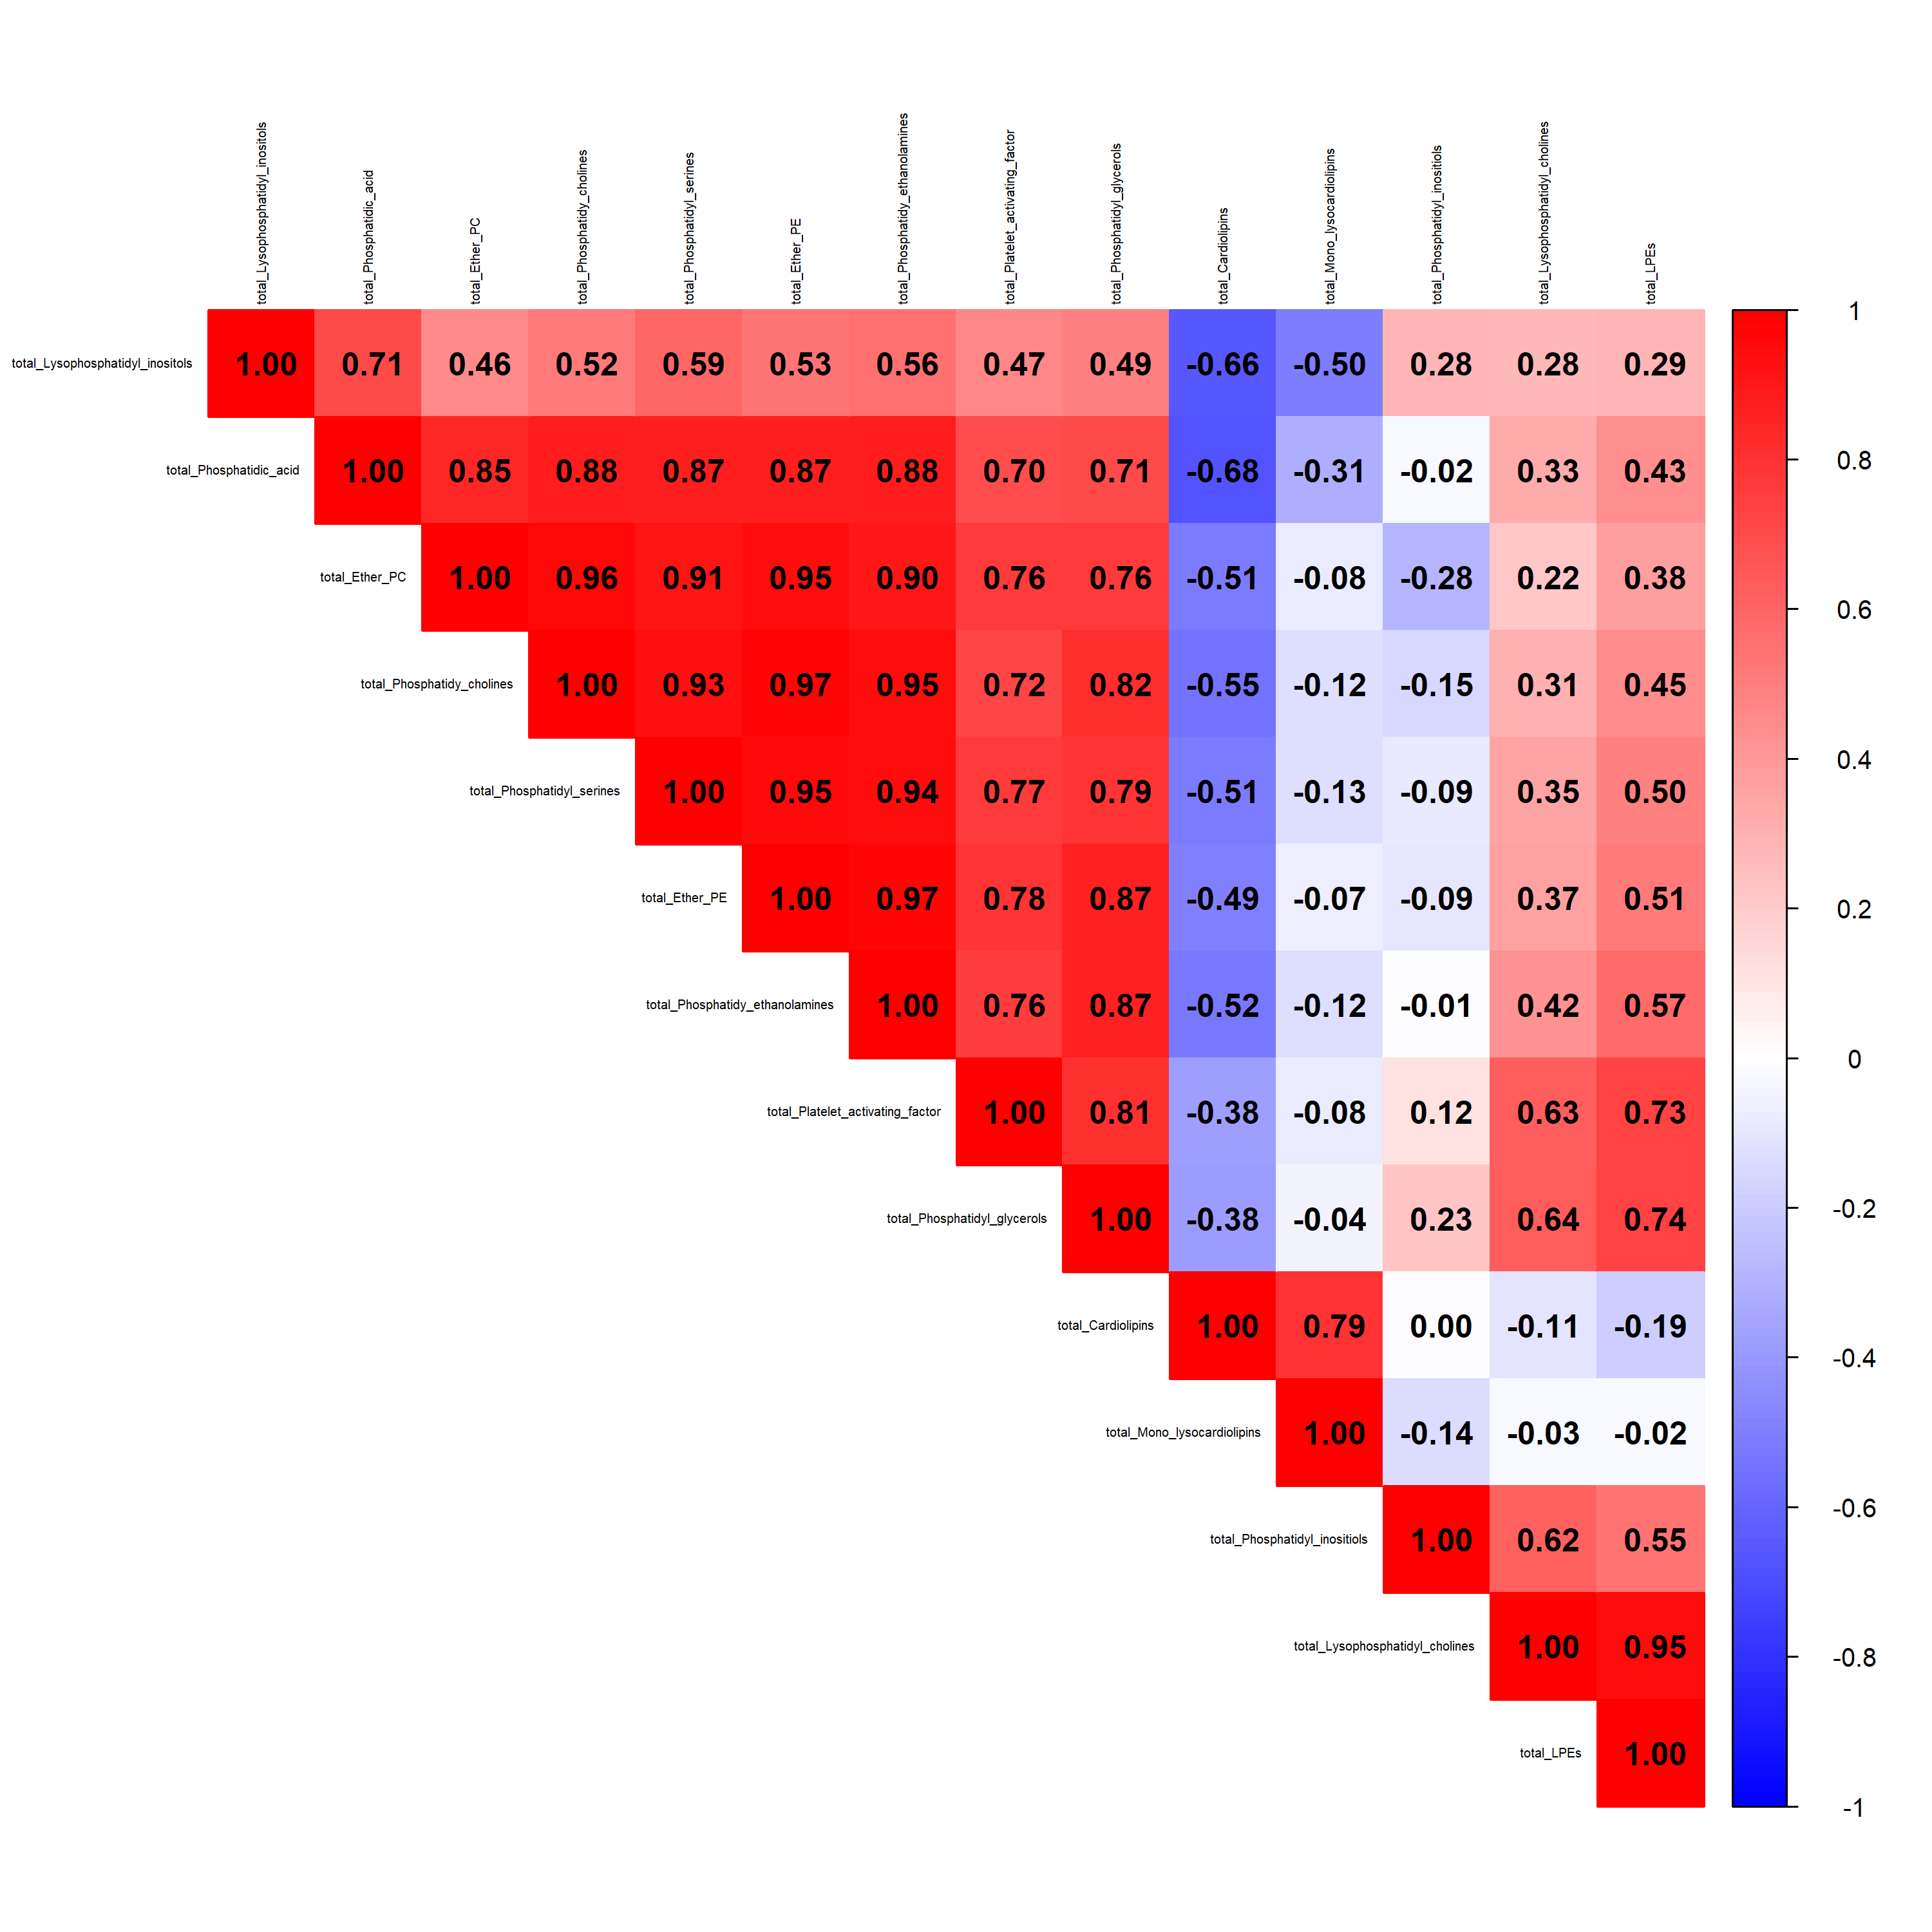 total_Lysophosphatidyl_inositols
total_Phosphatidic_acid
total_Ether_PC
total_Phosphatidy_cholines
total_Phosphatidyl_serines
total_Ether_PE
total_Phosphatidy_ethanolamines
total_Platelet_activating_factor
total_Phosphatidyl_glycerols
total_Cardiolipins
total_Mono_lysocardiolipins
total_Phosphatidyl_inositiols
total_Lysophosphatidyl_cholines
total_LPEs
total_Lysophosphatidyl_inositols 1.00 0.71 0.46 0.52 0.59 0.53 0.56 0.47 0.49 -0.66 -0.50 0.28 0.28 0.29
total_Phosphatidic_acid 1.00 0.85 0.88 0.87 0.87 0.88 0.70 0.71 -0.68 -0.31 -0.02 0.33 0.43
total_Ether_PC 1.00 0.96 0.91 0.95 0.90 0.76 0.76 -0.51 -0.08 -0.28 0.22 0.38
total_Phosphatidy_cholines 1.00 0.93 0.97 0.95 0.72 0.82 -0.55 -0.12 -0.15 0.31 0.45
total_Phosphatidyl_serines 1.00 0.95 0.94 0.77 0.79 -0.51 -0.13 -0.09 0.35 0.50
total_Ether_PE 1.00 0.97 0.78 0.87 -0.49 -0.07 -0.09 0.37 0.51
total_Phosphatidy_ethanolamines 1.00 0.76 0.87 -0.52 -0.12 -0.01 0.42 0.57
total_Platelet_activating_factor 1.00 0.81 -0.38 -0.08 0.12 0.63 0.73
total_Phosphatidyl_glycerols 1.00 -0.38 -0.04 0.23 0.64 0.74
total_Cardiolipins 1.00 0.79 0.00 -0.11 -0.19
total_Mono_lysocardiolipins 1.00 -0.14 -0.03 -0.02
total_Phosphatidyl_inositiols 1.00 0.62 0.55
total_Lysophosphatidyl_cholines 1.00 0.95
total_LPEs 1.00
1
0.8
0.6
0.4
0.2
0
-0.2
-0.4
-0.6
-0.8
-1